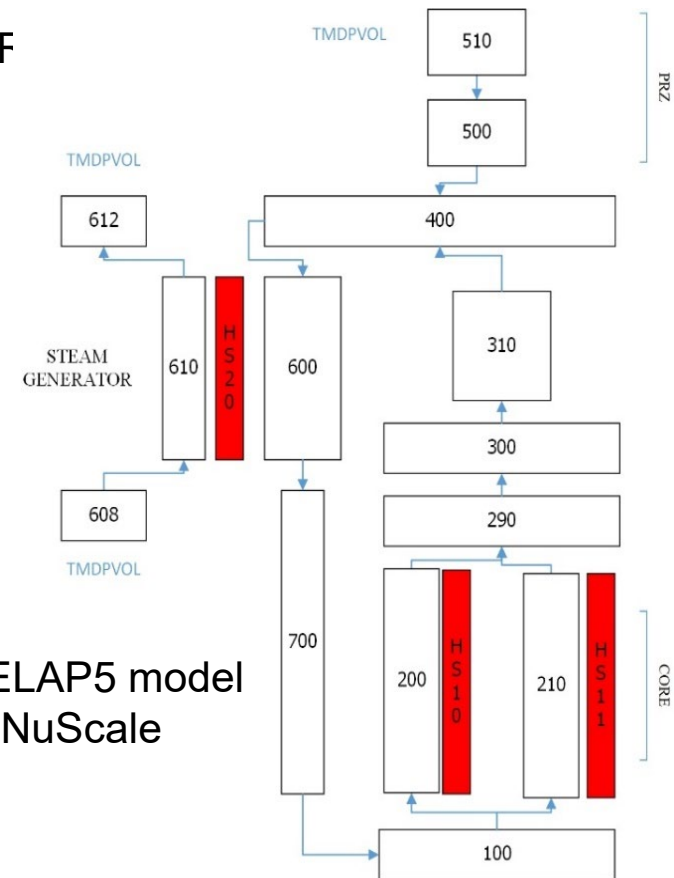 TMDPVOL
510
PRZ
500
TMDPVOL
612
400
STEAM
GENERATOR
610
HS20
600
310
300
608
290
TMDPVOL
700
200
HS10
210
HS11
CORE
ELAP5 model
NuScale
100